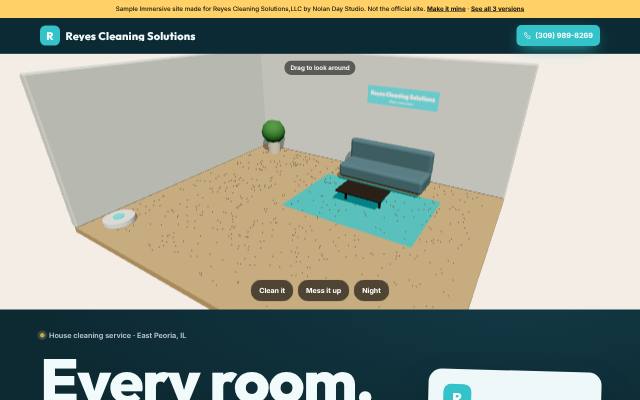 Sample Immersive site made for Reyes Cleaning Solutions,LLC by Nolan Day Studio. Not the official site. Make it mine · See all 3 versions
R Reyes Cleaning Solutions
(309) 989-8269
Drag to look around
Reyes Cleaning Solutions
Clean it Mess it up Night
House cleaning service · East Peoria, IL
Every room.
R